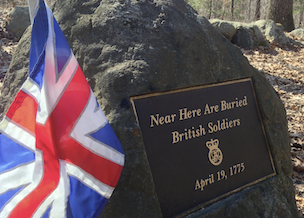 Near Here Are Buried
British Soldiers
April 19, 1775